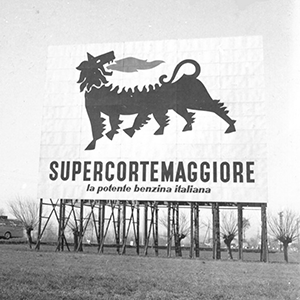 SUPERCORTEMAGGIORE
la potente benzina italiana